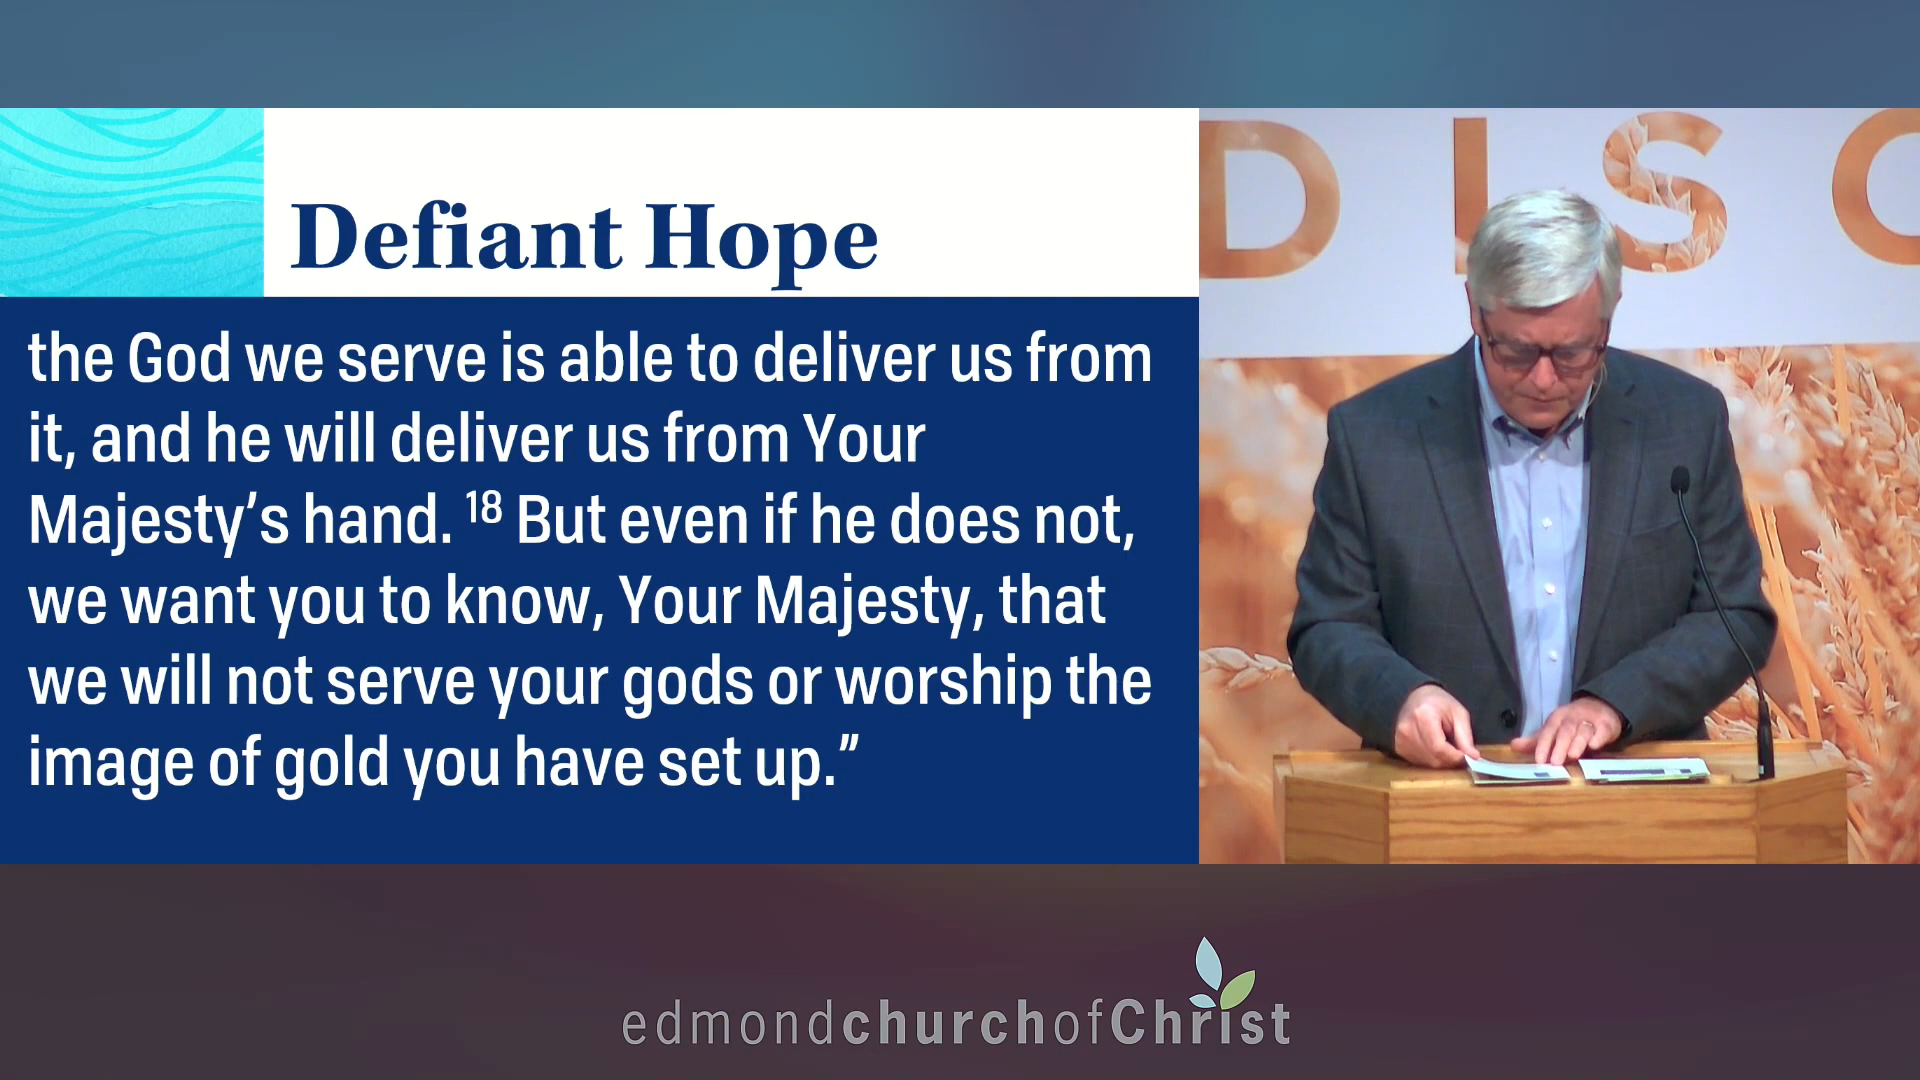 Defiant Hope
the God we serve is able to deliver us from
it, and he will deliver us from Your
Majesty’s hand. 18 But even if he does not,
we want you to know, Your Majesty, that
we will not serve your gods or worship the
image of gold you have set up.”
DISC
edmondchurchofChrist